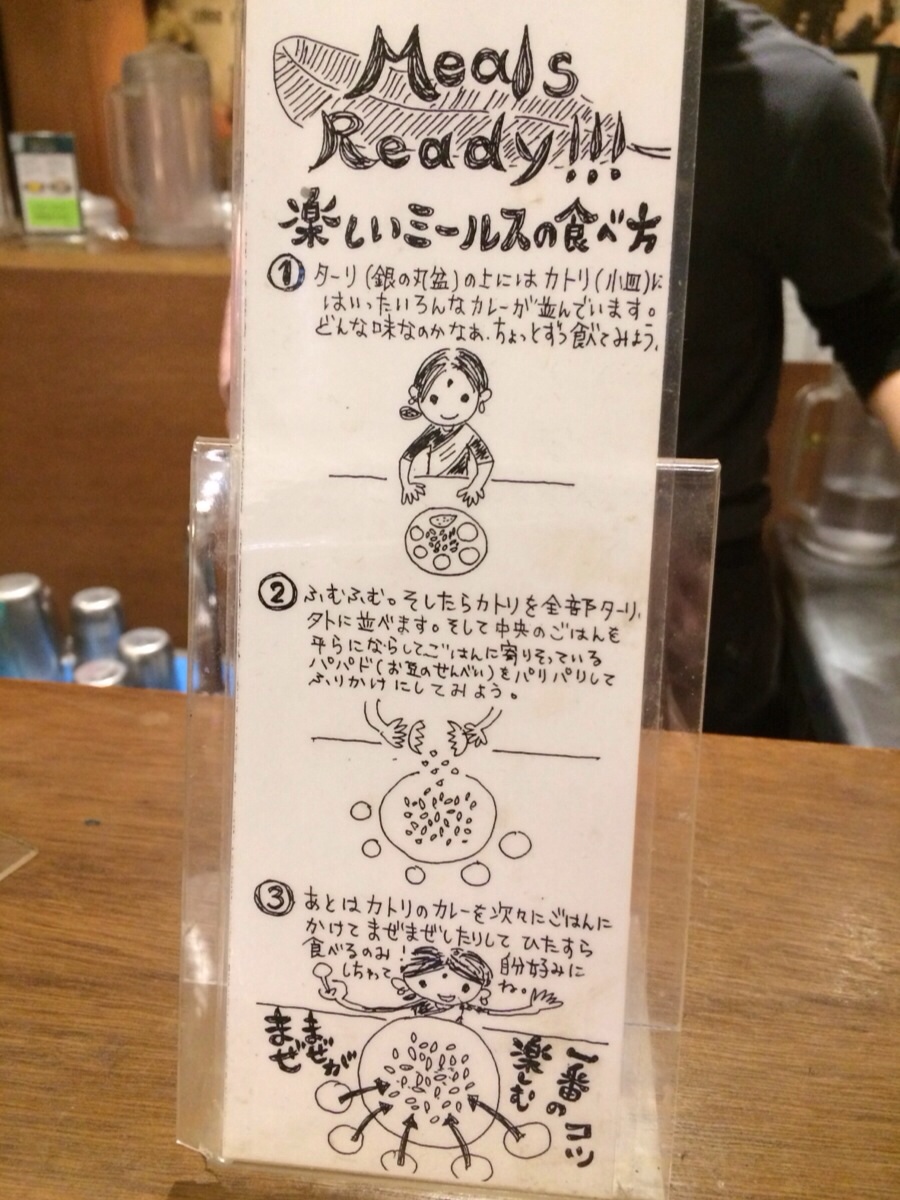 Meals
Ready!!!
楽しいミールスの食べ方
① ターリ(銀の丸盆)の上にはカトリ(小皿)に
はいったいろんなカレーが並んでいます。
どんな味なのかなあ、ちょっとずつ食べてみよう。
② ふむふむ。そしたらカトリを全部ターリ
外に並べます。そして中央のごはんを
平らにならしてごはんに寄りそっている
パパド(お豆のせんべい)をパリパリして
ふりかけにしてみよう。
③ あとはカトリのカレーを次々にごはんに
かけてまぜまぜしたりして ひたすら
食べるのみ! 自分好みに
しちゃって ね。
まぜまぜが
楽しむ
一番のコツ